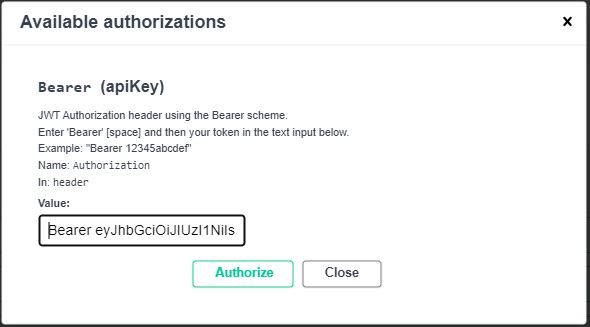 Available authorizations
×
Bearer (apiKey)
JWT Authorization header using the Bearer scheme.
Enter 'Bearer' [space] and then your token in the text input below.
Example: "Bearer 12345abcdef"
Name: Authorization
In: header
Value:
Bearer eyJhbGciOiJIUzI1NiIs
Authorize Close